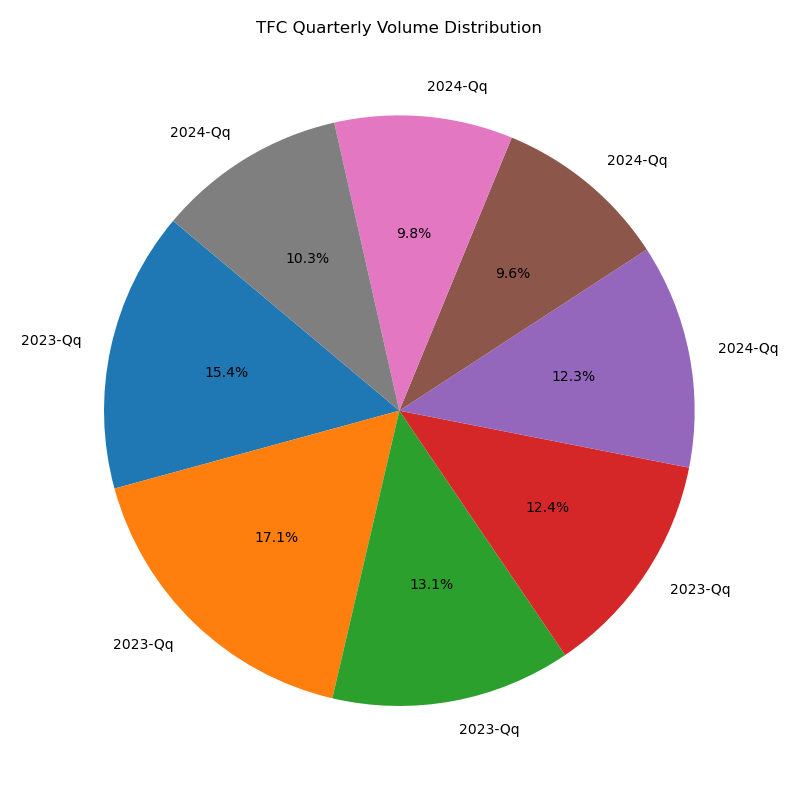 TFC Quarterly Volume Distribution
2024-Qq
2024-Qq
2024-Qq
9.8%
10.3%
9.6%
2023-Qq
2024-Qq
15.4%
12.3%
12.4%
17.1%
13.1%
2023-Qq
2023-Qq
2023-Qq